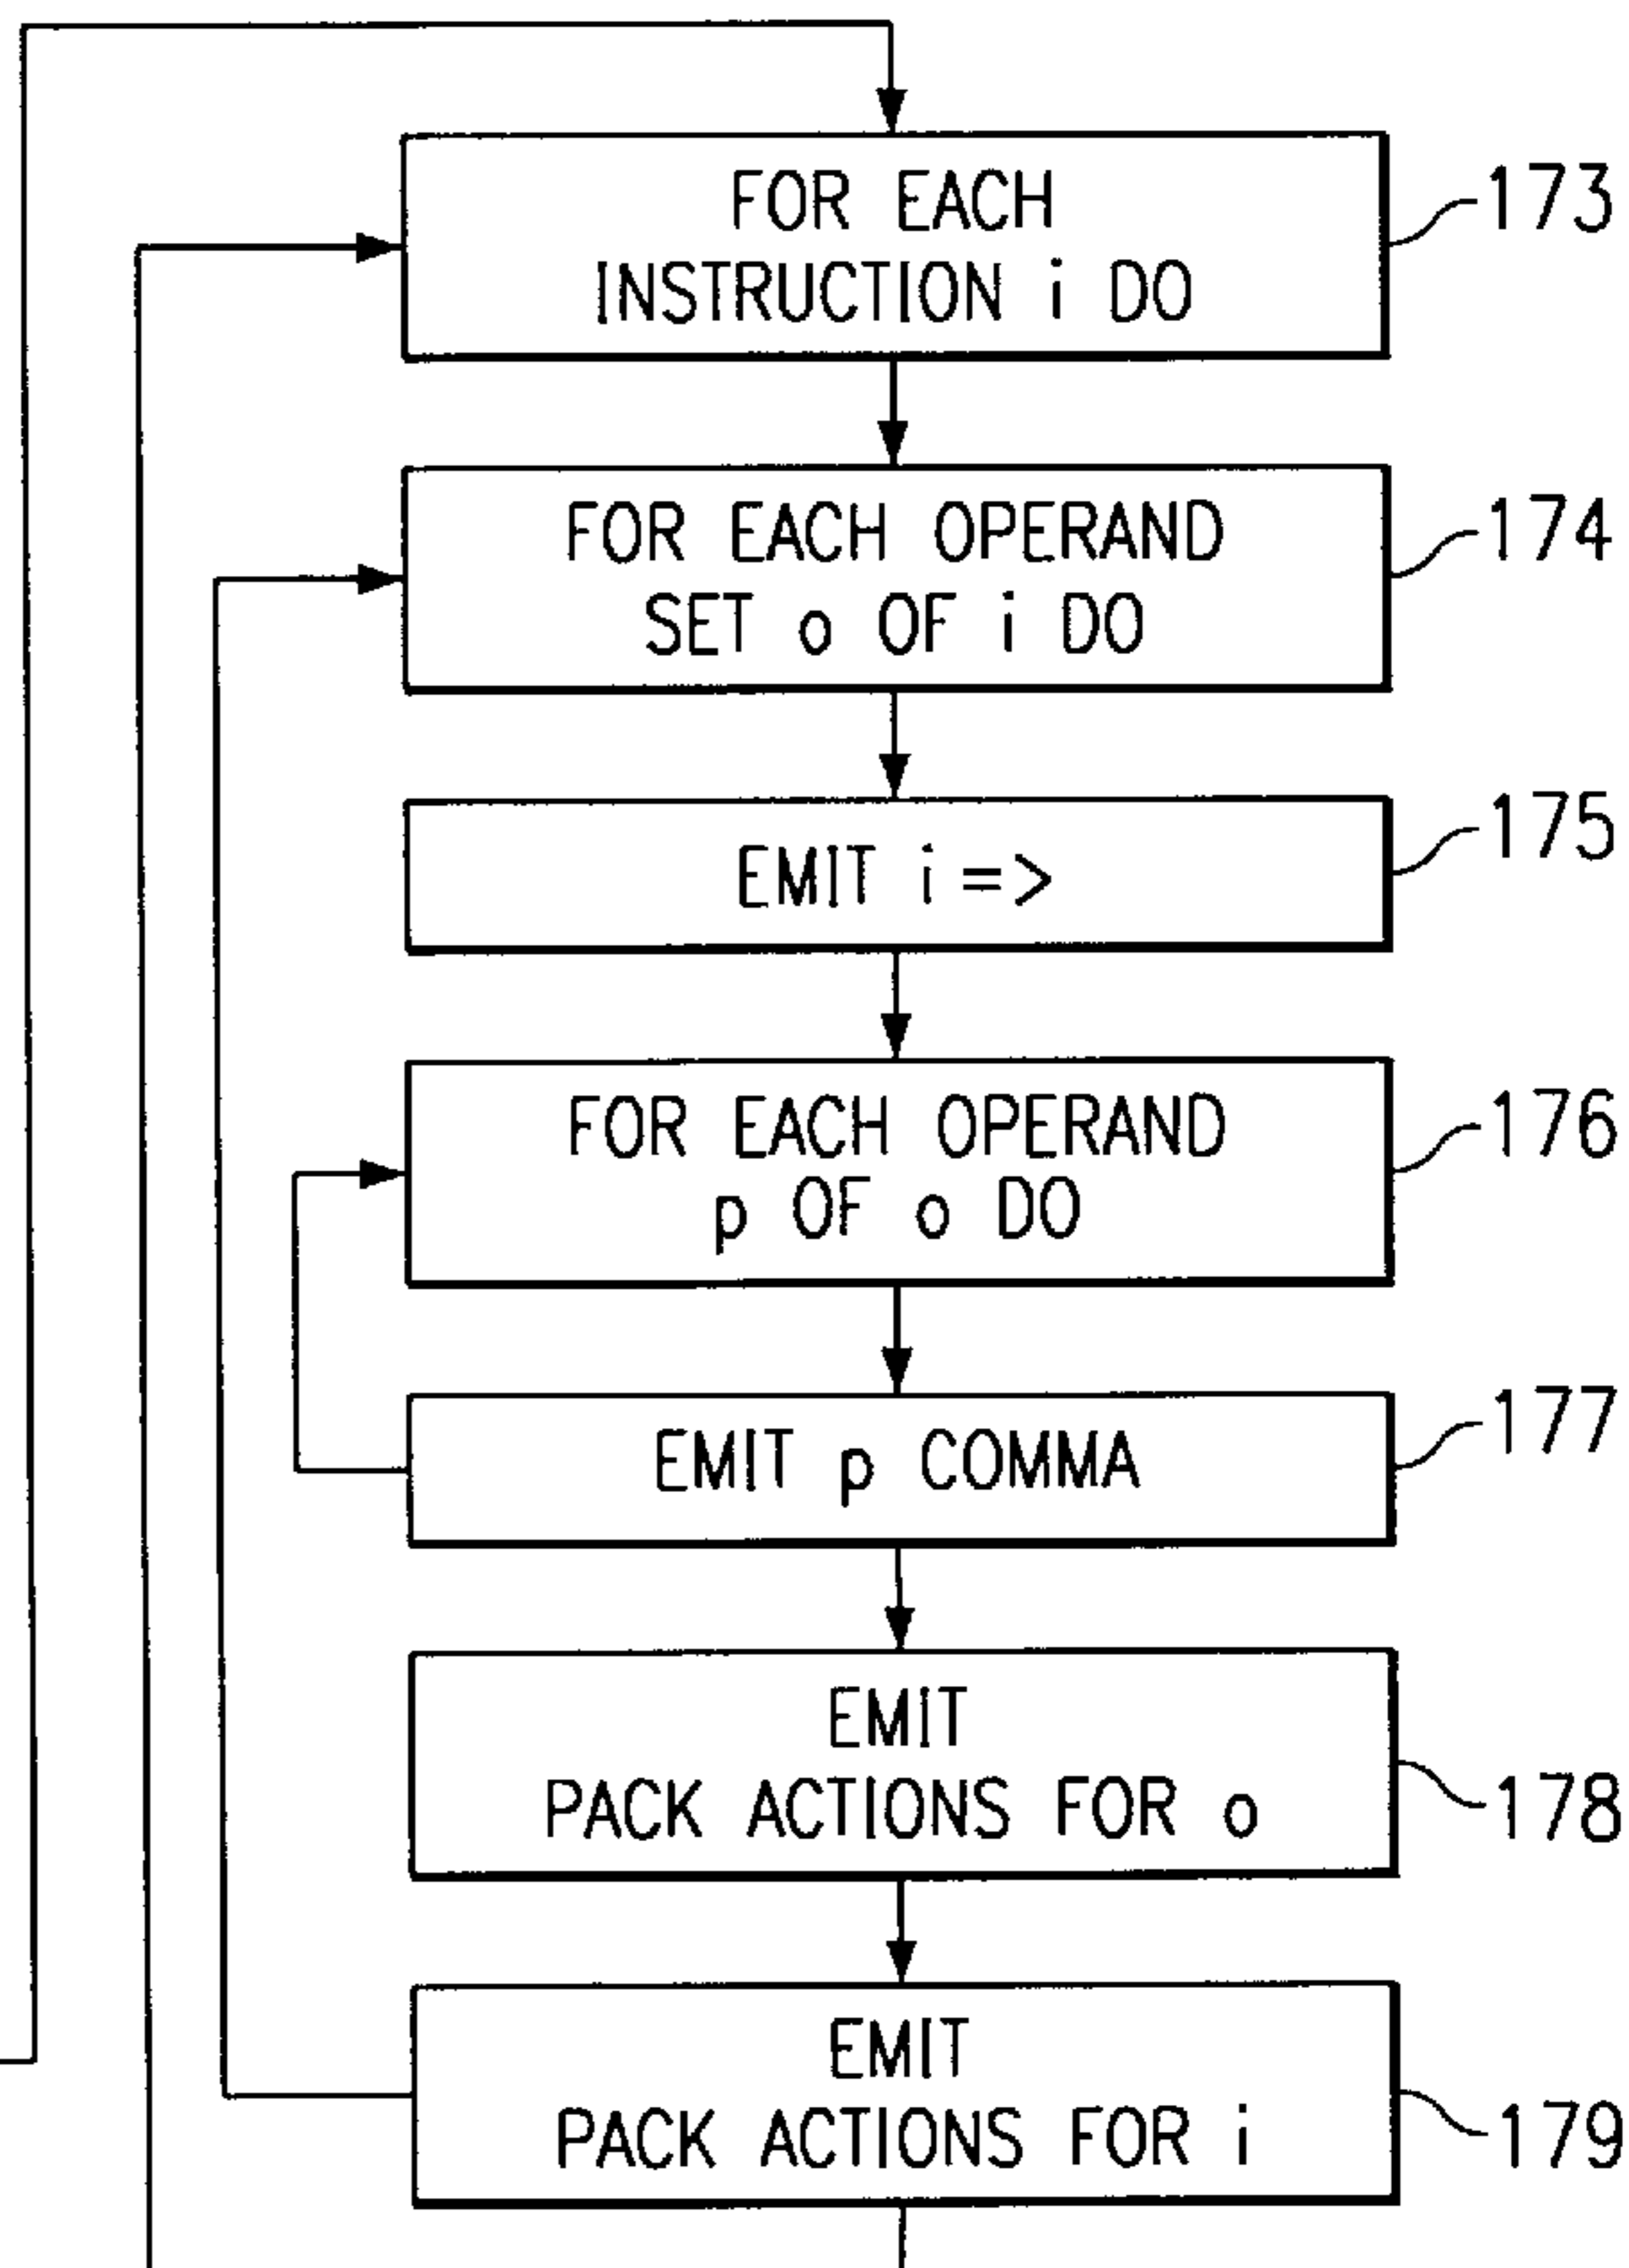 FOR EACH
INSTRUCTION i DO
173
FOR EACH OPERAND
SET o OF i DO
174
EMIT i =>
175
FOR EACH OPERAND
p OF o DO
176
EMIT p COMMA
177
EMIT
PACK ACTIONS FOR o
178
EMIT
PACK ACTIONS FOR i
179